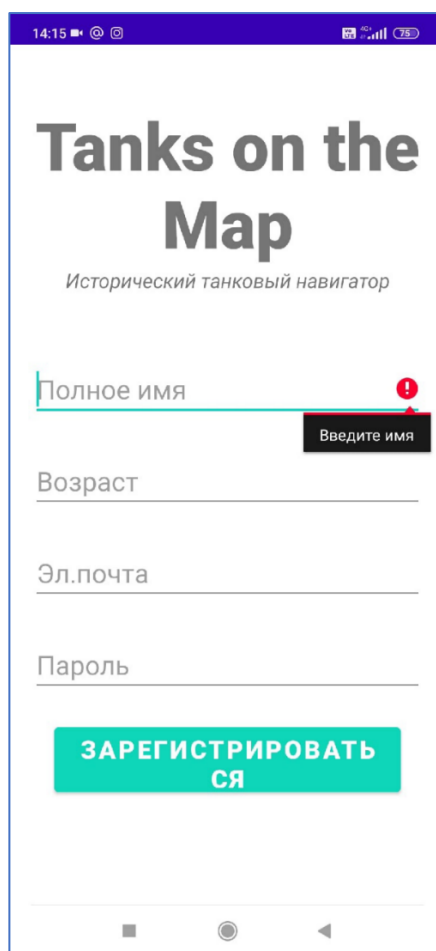 14:15
75
Tanks on the
Map
Исторический танковый навигатор
Полное имя
Введите имя
Возраст
Эл.почта
Пароль
ЗАРЕГИСТРИРОВАТЬ
СЯ